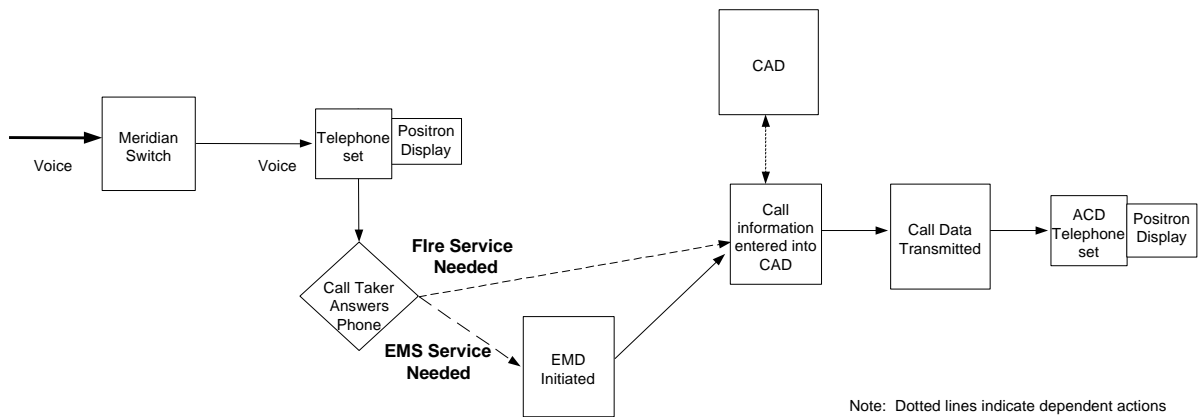 CAD
Voice
Meridian
Switch
Voice
Telephone
set
Positron
Display
Call
information
entered into
CAD
Call Data
Transmitted
ACD
Telephone
set
Positron
Display
FIre Service
Needed
Call Taker
Answers
Phone
EMS Service
Needed
EMD
Initiated
Note: Dotted lines indicate dependent actions